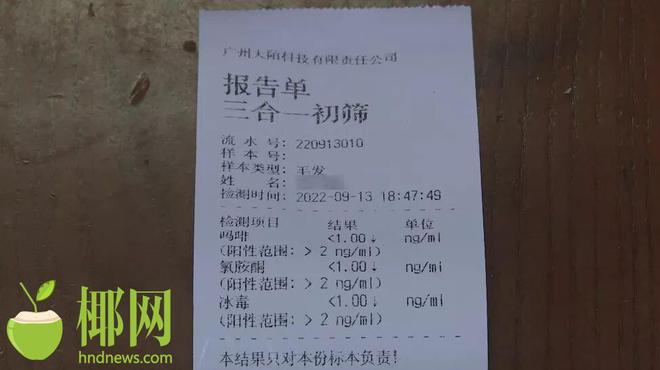 广州大陌科技有限责任公司
报告单
三合一初筛
流 水 号: 220913010
样 本 号:
样本类型: 毛发
姓 名:
检测时间: 2022-09-13 18:47:49
检测项目 结果 单位
吗啡 <1.00↓ ng/ml
(阳性范围: > 2 ng/ml)
氯胺酮 <1.00↓ ng/ml
(阳性范围: > 2 ng/ml)
冰毒 <1.00↓ ng/ml
(阳性范围: > 2 ng/ml)
本结果只对本份标本负责!
椰网
hndnews.com